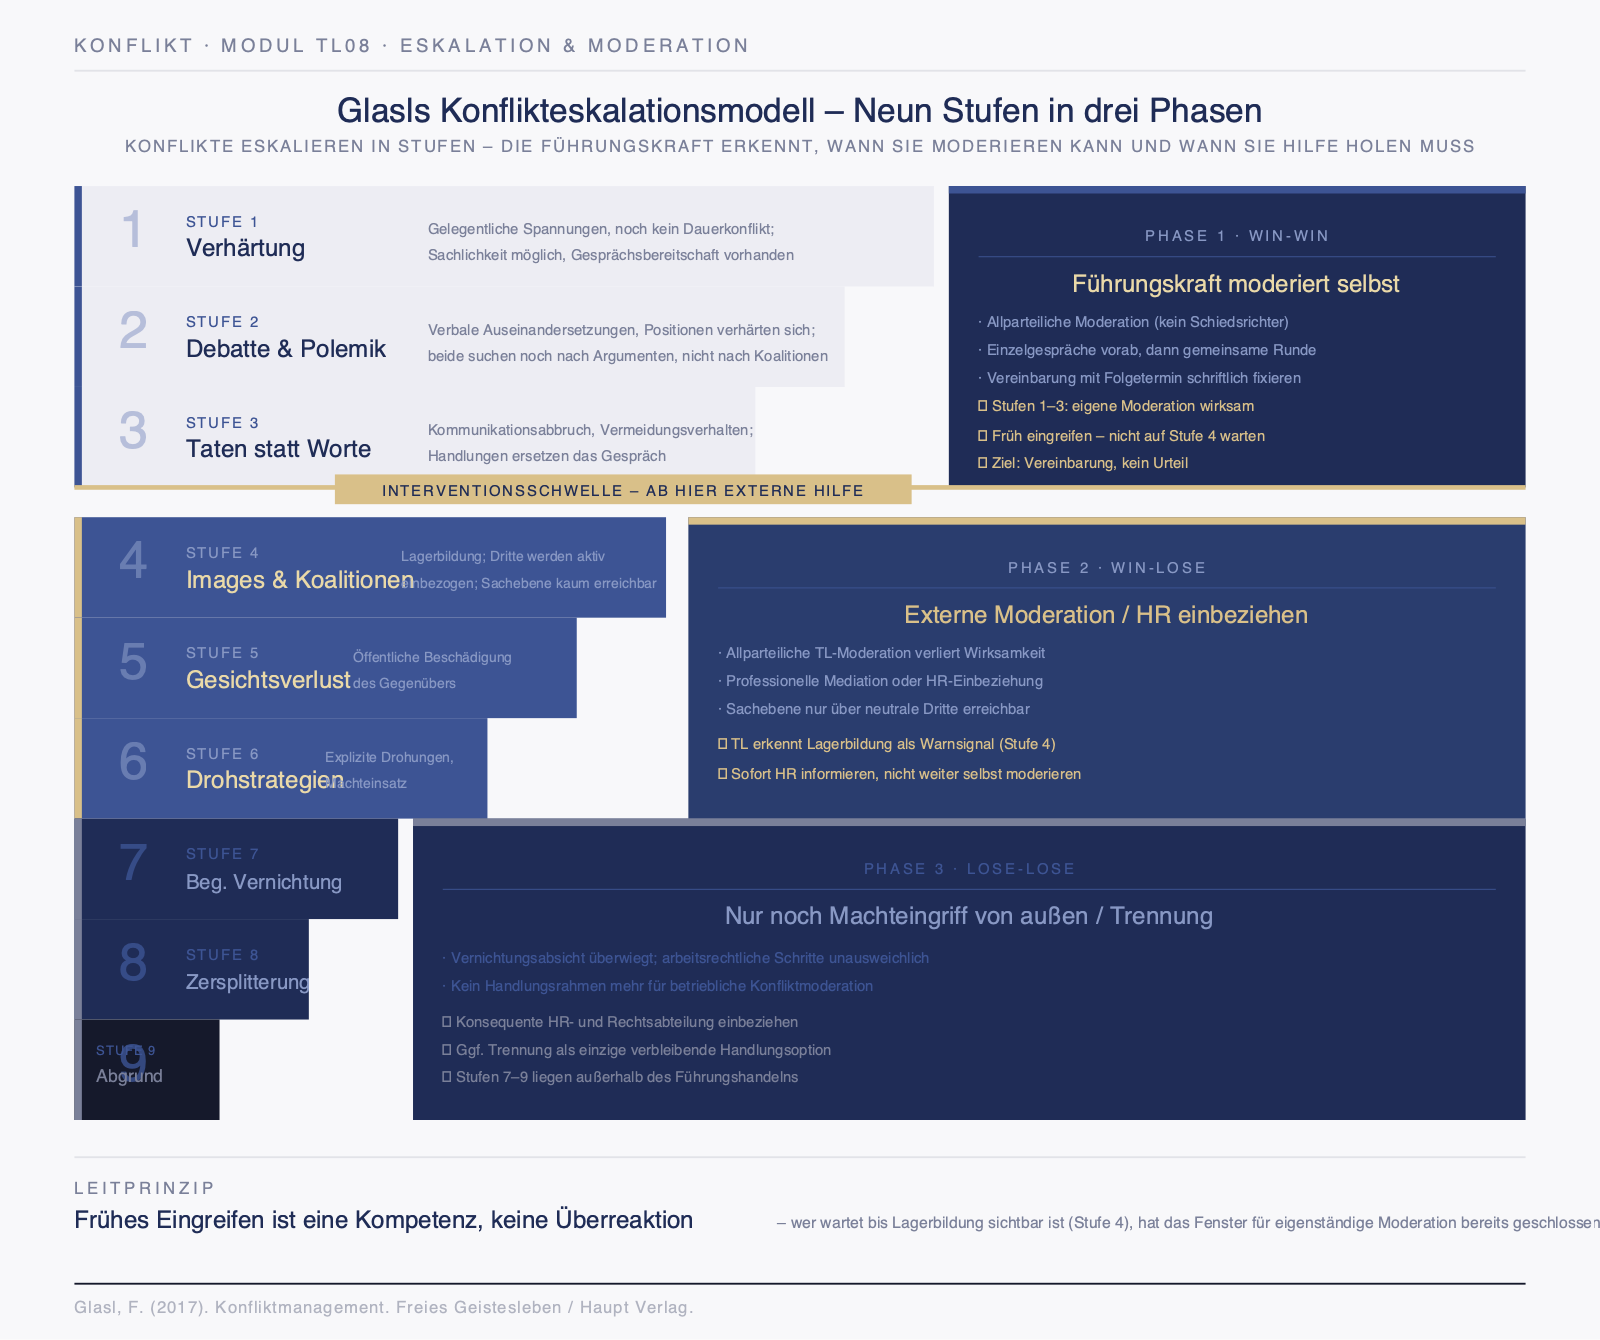 KONFLIKT · MODUL TL08 · ESKALATION & MODERATION
Glasls Konflikteskalationsmodell – Neun Stufen in drei Phasen
KONFLIKTE ESKALIEREN IN STUFEN – DIE FÜHRUNGSKRAFT ERKENNT, WANN SIE MODERIEREN KANN UND WANN SIE HILFE HOLEN MUSS
1
STUFE 1
Verhärtung
Gelegentliche Spannungen, noch kein Dauerkonflikt;
Sachlichkeit möglich, Gesprächsbereitschaft vorhanden
2
STUFE 2
Debatte & Polemik
Verbale Auseinandersetzungen, Positionen verhärten sich;
beide suchen noch nach Argumenten, nicht nach Koalitionen
3
STUFE 3
Taten statt Worte
Kommunikationsabbruch, Vermeidungsverhalten;
Handlungen ersetzen das Gespräch
PHASE 1 · WIN-WIN
Führungskraft moderiert selbst
· Allparteiliche Moderation (kein Schiedsrichter)
· Einzelgespräche vorab, dann gemeinsame Runde
· Vereinbarung mit Folgetermin schriftlich fixieren
Stufen 1–3: eigene Moderation wirksam
Früh eingreifen – nicht auf Stufe 4 warten
Ziel: Vereinbarung, kein Urteil
INTERVENTIONSSCHWELLE – AB HIER EXTERNE HILFE
4
STUFE 4
Images & Koalitionen
Lagerbildung; Dritte werden aktiv
einbezogen; Sachebene kaum erreichbar
5
STUFE 5
Gesichtsverlust
Öffentliche Beschädigung
des Gegenübers
6
STUFE 6
Drohstrategien
Explizite Drohungen,
Machteinsatz
PHASE 2 · WIN-LOSE
Externe Moderation / HR einbeziehen
· Allparteiliche TL-Moderation verliert Wirksamkeit
· Professionelle Mediation oder HR-Einbeziehung
· Sachebene nur über neutrale Dritte erreichbar
TL erkennt Lagerbildung als Warnsignal (Stufe 4)
Sofort HR informieren, nicht weiter selbst moderieren
7
STUFE 7
Beg. Vernichtung
8
STUFE 8
Zersplitterung
9
STUFE 9
Abgrund
PHASE 3 · LOSE-LOSE
Nur noch Machteingriff von außen / Trennung
· Vernichtungsabsicht überwiegt; arbeitsrechtliche Schritte unausweichlich
· Kein Handlungsrahmen mehr für betriebliche Konfliktmoderation
Konsequente HR- und Rechtsabteilung einbeziehen
Ggf. Trennung als einzige verbleibende Handlungsoption
Stufen 7–9 liegen außerhalb des Führungshandelns
LEITPRINZIP
Frühes Eingreifen ist eine Kompetenz, keine Überreaktion
– wer wartet bis Lagerbildung sichtbar ist (Stufe 4), hat das Fenster für eigenständige Moderation bereits geschlossen
Glasl, F. (2017). Konfliktmanagement. Freies Geistesleben / Haupt Verlag.